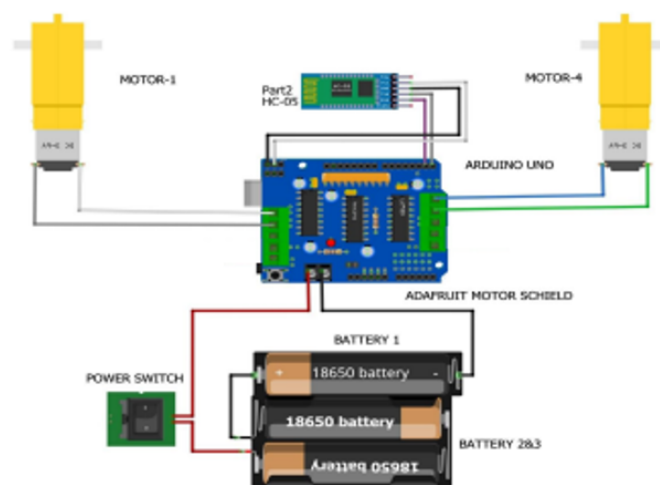 MOTOR-1
MOTOR-4
Part2
HC-05
ARDUINO UNO
ADAFRUIT MOTOR SCHIELD
BATTERY 1
18650 battery
POWER SWITCH
18650 battery
BATTERY 2&3
18650 battery